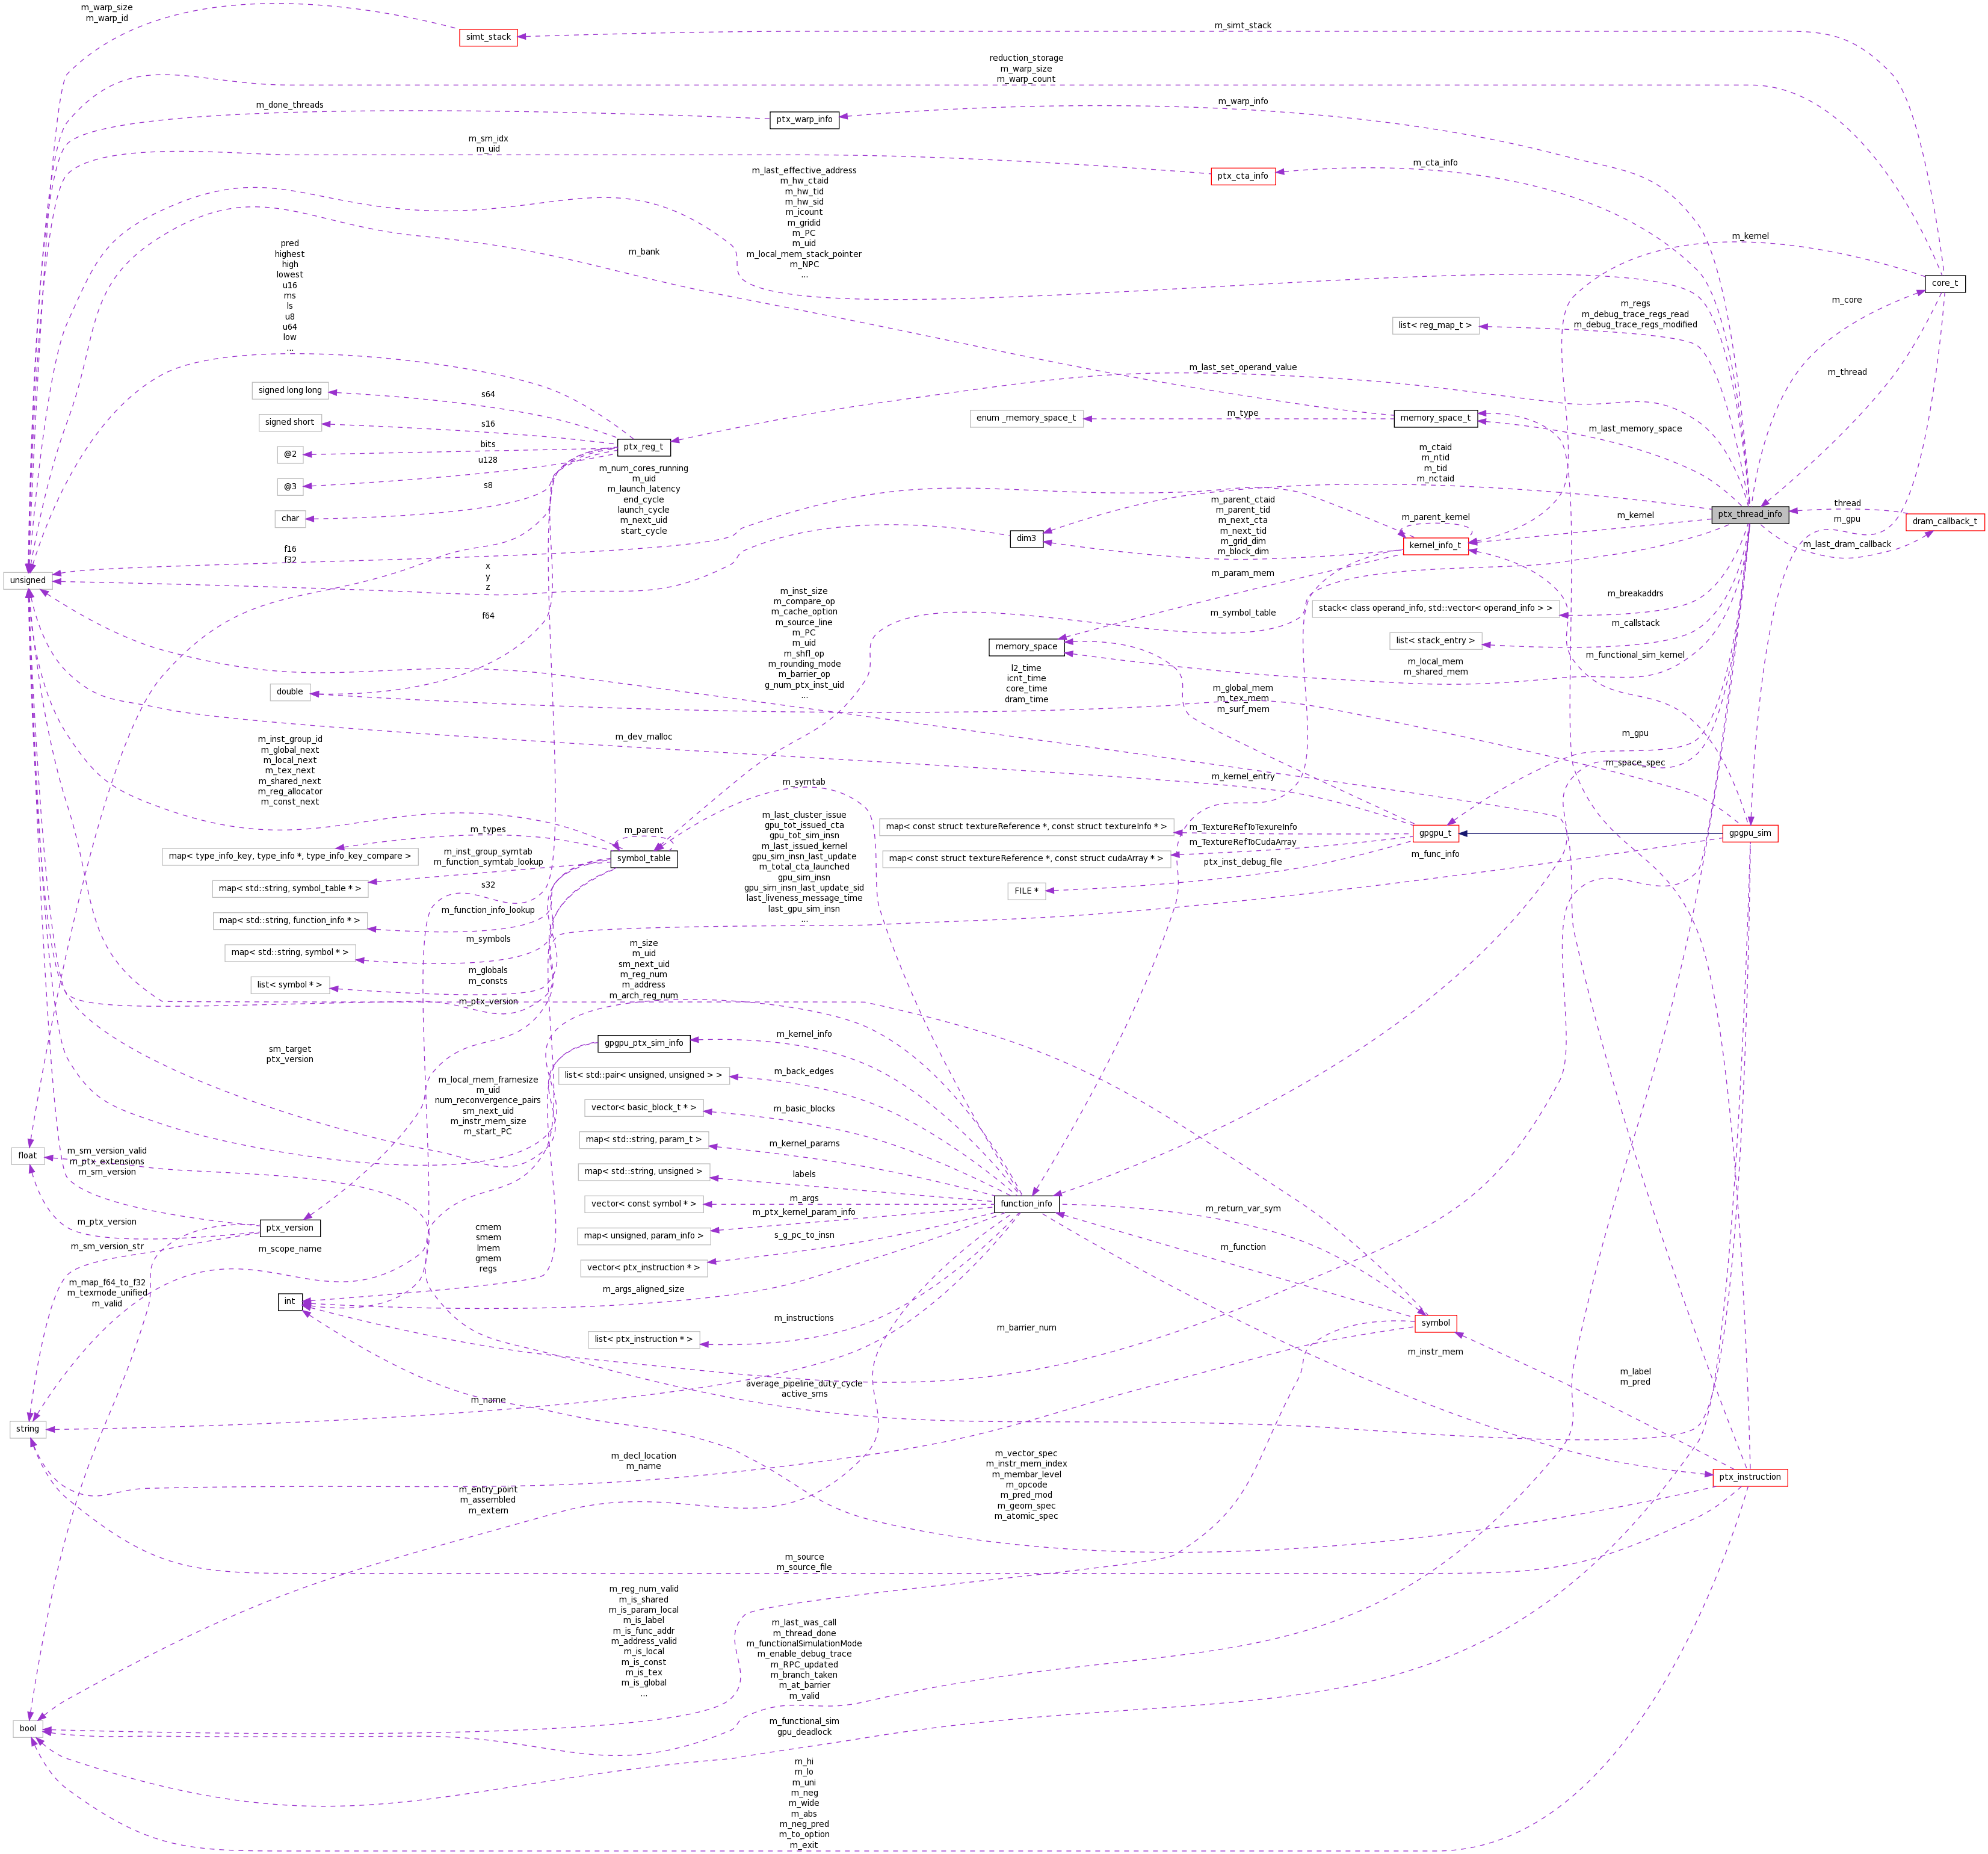 m_warp_size
m_warp_id
simt_stack
m_simt_stack
reduction_storage
m_warp_size
m_warp_count
m_done_threads
ptx_warp_info
m_warp_info
m_sm_idx
m_uid
ptx_cta_info
m_cta_info
m_last_effective_address
m_hw_ctaid
m_hw_tid
m_hw_sid
m_icount
m_gridid
m_PC
m_uid
m_local_mem_stack_pointer
m_NPC
...
m_bank
m_kernel
core_t
pred
highest
high
lowest
u16
ms
ls
u8
u64
low
...
m_core
list< reg_map_t >
m_regs
m_debug_trace_regs_read
m_debug_trace_regs_modified
m_thread
m_last_set_operand_value
signed long long
s64
signed short
s16
enum _memory_space_t
m_type
memory_space_t
m_last_memory_space
@2
bits
ptx_reg_t
@3
u128
char
s8
m_num_cores_running
m_uid
m_launch_latency
end_cycle
launch_cycle
m_next_uid
start_cycle
m_ctaid
m_ntid
m_tid
m_nctaid
m_parent_ctaid
m_parent_tid
m_next_cta
m_next_tid
m_grid_dim
m_block_dim
dim3
m_parent_kernel
kernel_info_t
m_kernel
ptx_thread_info
thread
m_gpu
dram_callback_t
m_last_dram_callback
unsigned
f16
f32
x
y
z
m_param_mem
f64
m_inst_size
m_compare_op
m_cache_option
m_source_line
m_PC
m_uid
m_shfl_op
m_rounding_mode
m_barrier_op
g_num_ptx_inst_uid
...
m_symbol_table
stack< class operand_info, std::vector< operand_info > >
m_breakaddrs
list< stack_entry >
m_callstack
memory_space
m_local_mem
m_shared_mem
m_functional_sim_kernel
double
l2_time
icnt_time
core_time
dram_time
m_global_mem
m_tex_mem
m_surf_mem
m_dev_malloc
m_gpu
m_space_spec
m_inst_group_id
m_global_next
m_local_next
m_tex_next
m_shared_next
m_reg_allocator
m_const_next
m_symtab
m_kernel_entry
map< type_info_key, type_info *, type_info_key_compare >
m_types
m_parent
symbol_table
map< const struct textureReference *, const struct textureInfo * >
m_TextureRefToTexureInfo
gpgpu_t
gpgpu_sim
map< const struct textureReference *, const struct cudaArray * >
m_TextureRefToCudaArray
map< std::string, symbol_table * >
m_inst_group_symtab
m_function_symtab_lookup
s32
FILE *
ptx_inst_debug_file
m_func_info
m_last_cluster_issue
gpu_tot_issued_cta
gpu_tot_sim_insn
m_last_issued_kernel
gpu_sim_insn_last_update
m_total_cta_launched
gpu_sim_insn
gpu_sim_insn_last_update_sid
last_liveness_message_time
last_gpu_sim_insn
...
map< std::string, function_info * >
m_function_info_lookup
map< std::string, symbol * >
m_symbols
list< symbol * >
m_globals
m_consts
m_ptx_version
m_size
m_uid
sm_next_uid
m_reg_num
m_address
m_arch_reg_num
sm_target
ptx_version
gpgpu_ptx_sim_info
m_kernel_info
list< std::pair< unsigned, unsigned > >
m_back_edges
m_local_mem_framesize
m_uid
num_reconvergence_pairs
sm_next_uid
m_instr_mem_size
m_start_PC
vector< basic_block_t * >
m_basic_blocks
map< std::string, param_t >
m_kernel_params
float
m_sm_version_valid
m_ptx_extensions
m_sm_version
map< std::string, unsigned >
labels
vector< const symbol * >
m_args
function_info
m_return_var_sym
m_ptx_version
ptx_version
map< unsigned, param_info >
m_ptx_kernel_param_info
m_sm_version_str
m_scope_name
cmem
smem
lmem
gmem
regs
vector< ptx_instruction * >
s_g_pc_to_insn
m_function
m_map_f64_to_f32
m_texmode_unified
m_valid
int
m_args_aligned_size
list< ptx_instruction * >
m_instructions
m_barrier_num
symbol
m_instr_mem
m_label
m_pred
average_pipeline_duty_cycle
active_sms
m_name
string
m_decl_location
m_name
m_vector_spec
m_instr_mem_index
m_membar_level
m_opcode
m_pred_mod
m_geom_spec
m_atomic_spec
ptx_instruction
m_entry_point
m_assembled
m_extern
m_source
m_source_file
m_reg_num_valid
m_is_shared
m_is_param_local
m_is_label
m_is_func_addr
m_address_valid
m_is_local
m_is_const
m_is_tex
m_is_global
...
m_last_was_call
m_thread_done
m_functionalSimulationMode
m_enable_debug_trace
m_RPC_updated
m_branch_taken
m_at_barrier
m_valid
bool
m_functional_sim
gpu_deadlock
m_hi
m_lo
m_uni
m_neg
m_wide
m_abs
m_neg_pred
m_to_option
m_exit